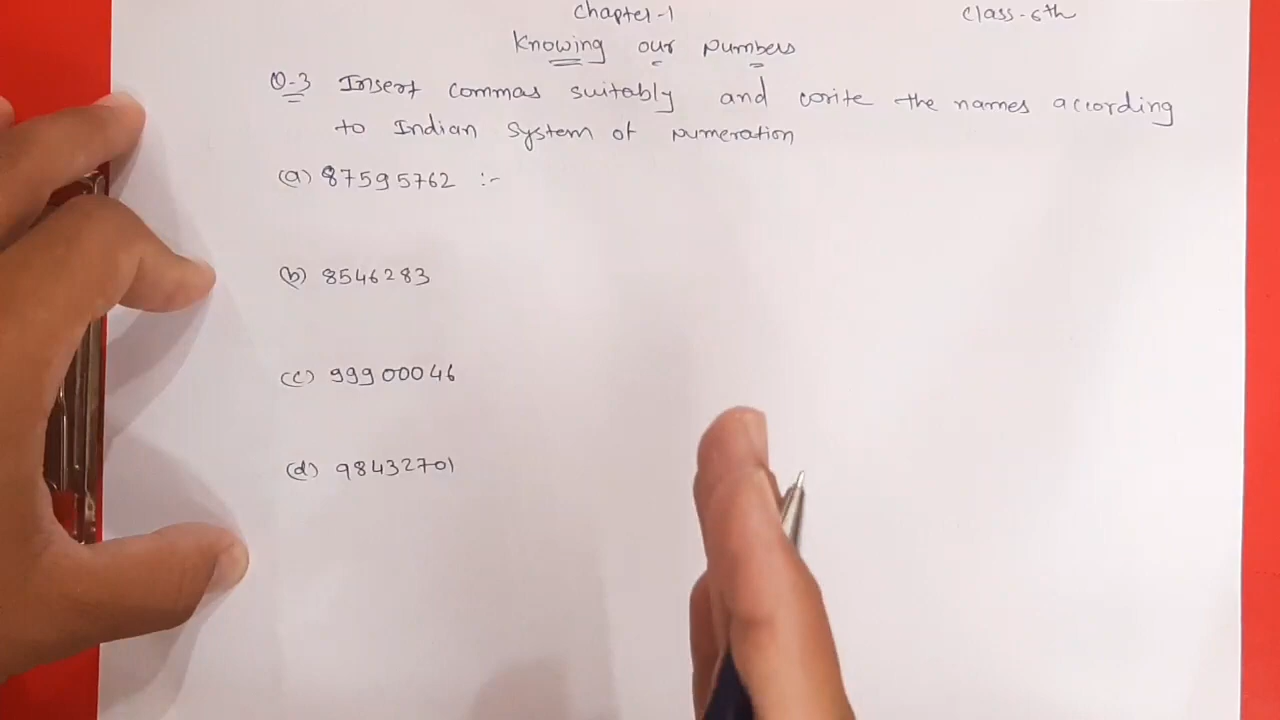 Chapter-1 Class-6th
Knowing our Numbers
Q-3 Insert commas suitably and write the names according
to Indian System of Numeration
(a) 87595762 :-
(b) 8546283
(c) 99900046
(d) 98432701